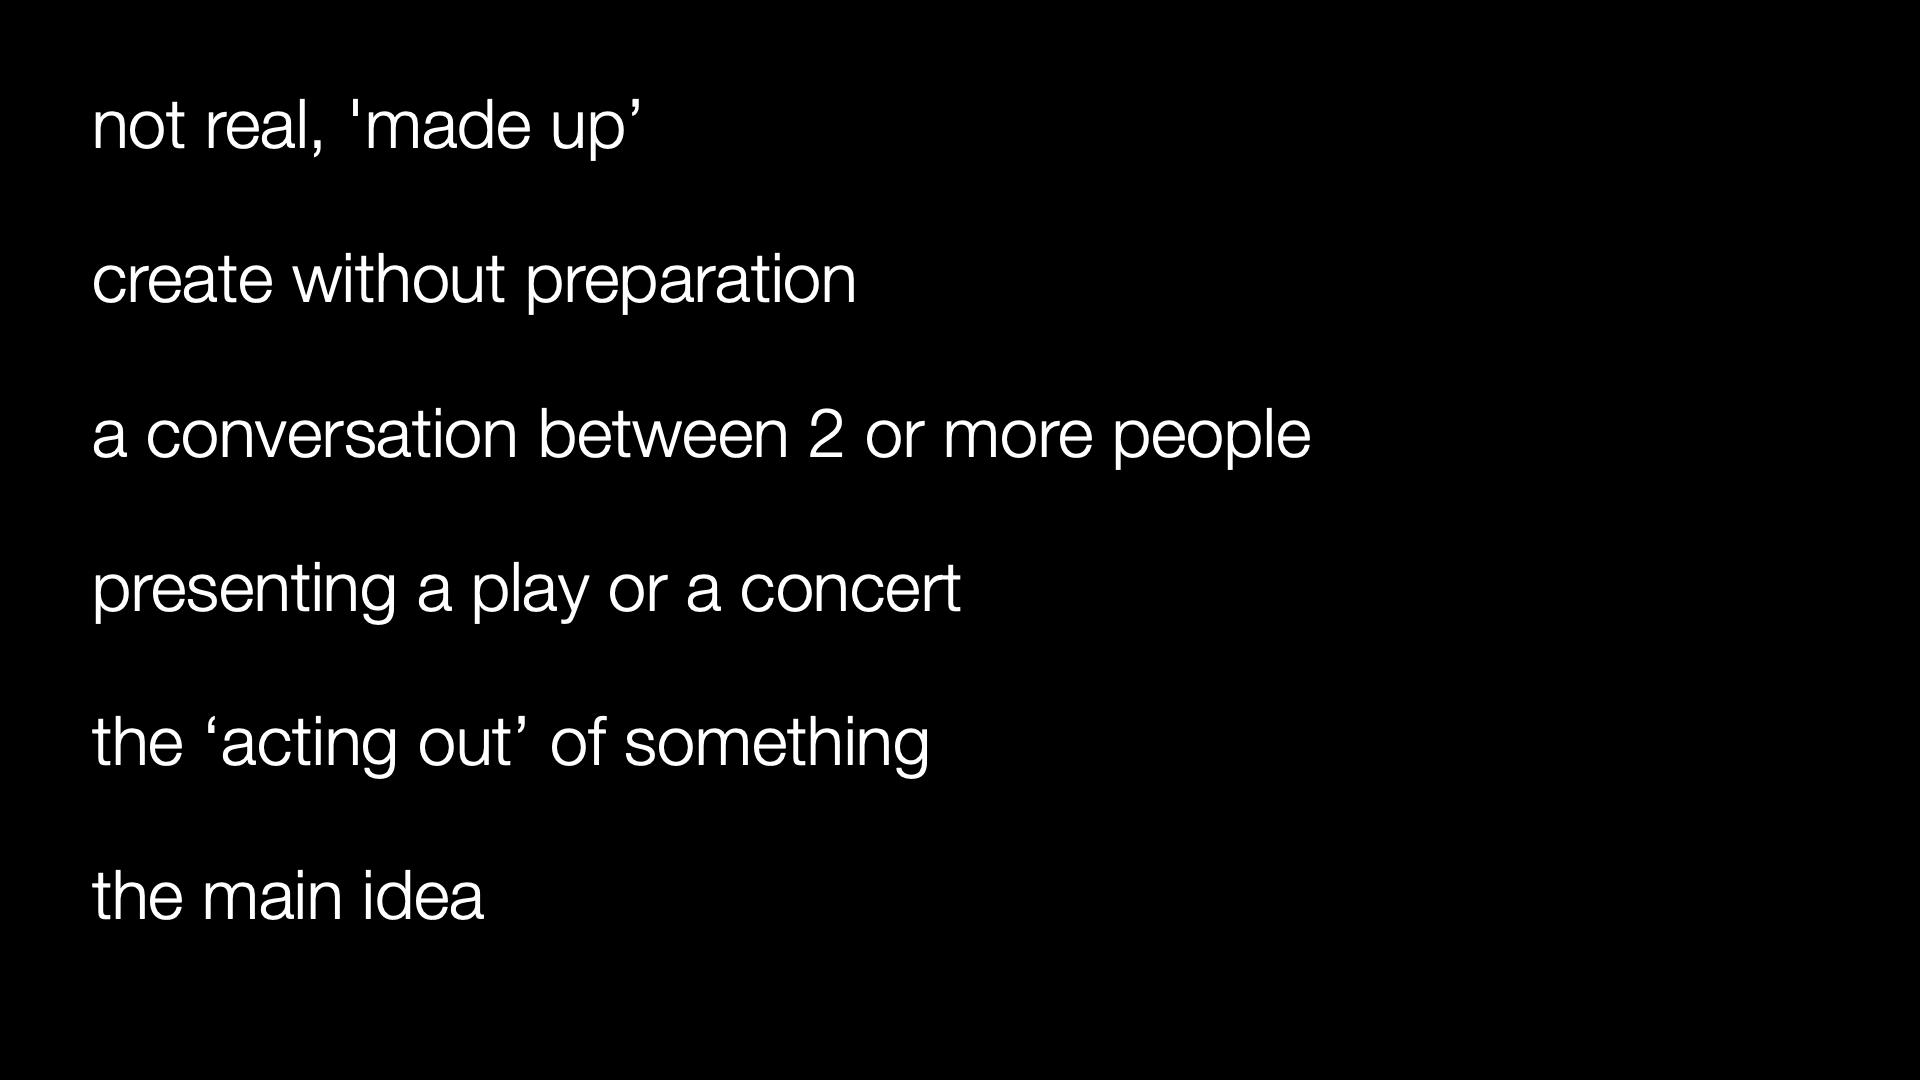 not real, 'made up’
create without preparation
a conversation between 2 or more people
presenting a play or a concert
the ‘acting out’ of something
the main idea